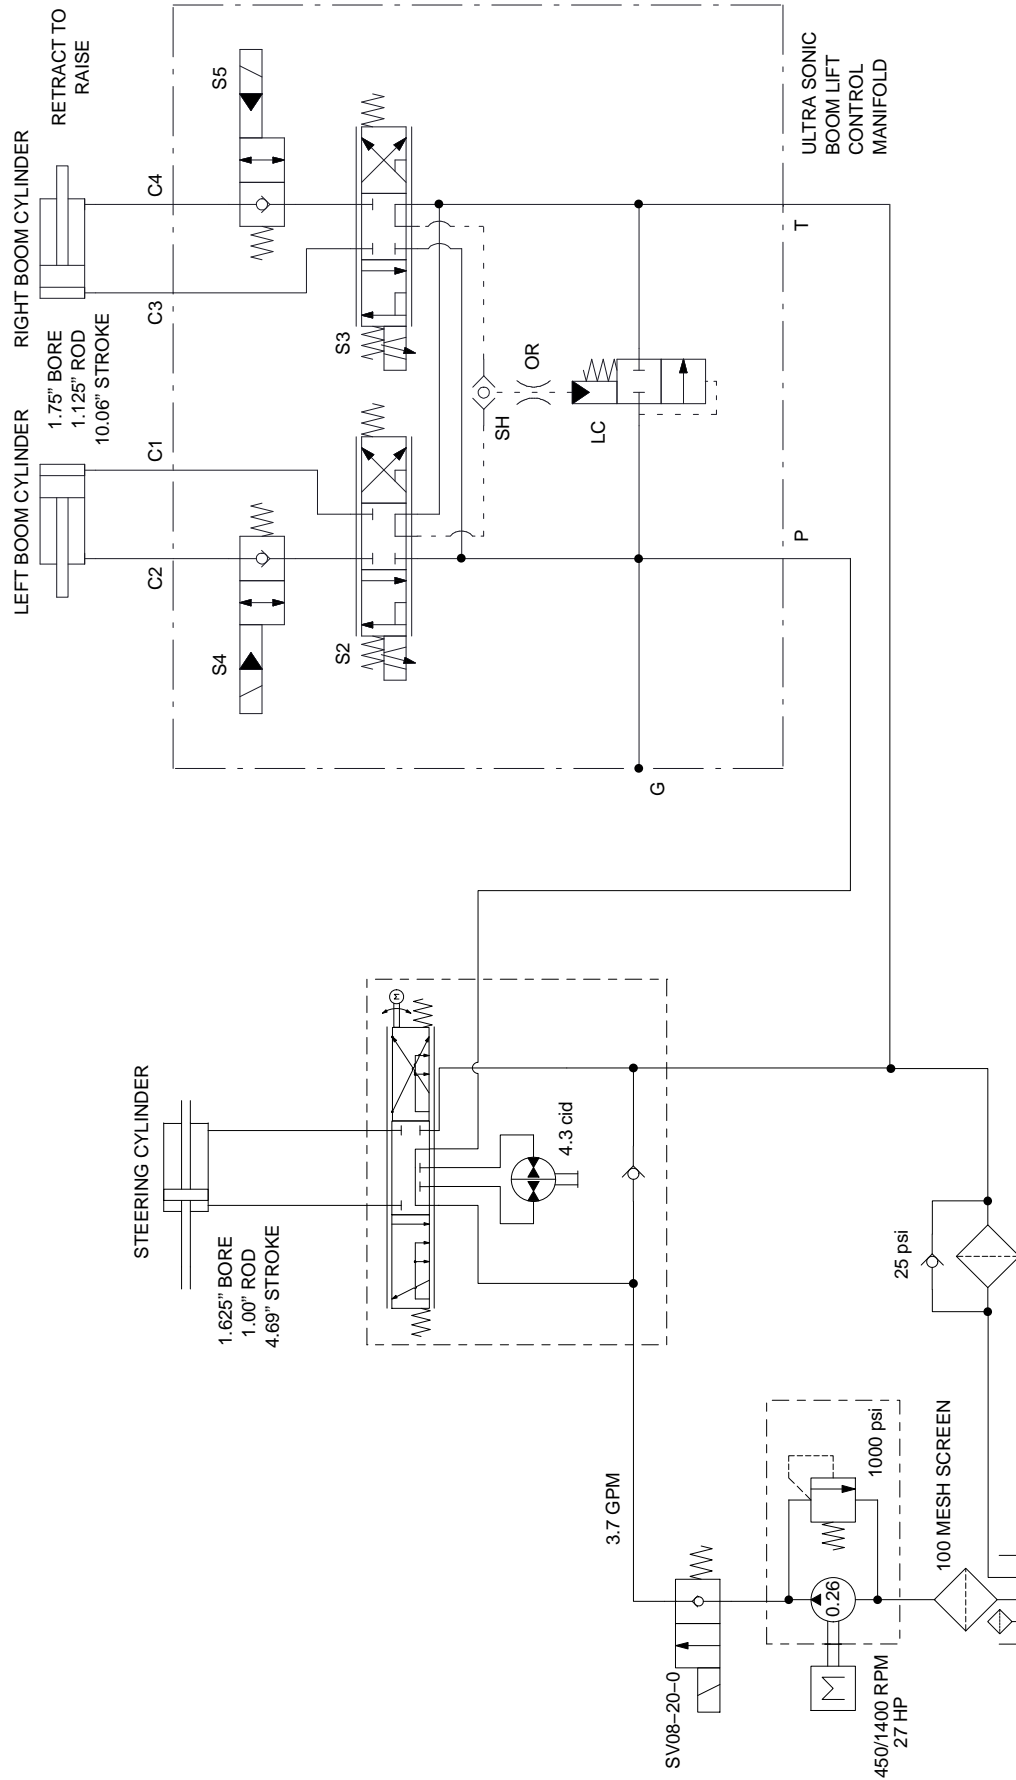 RETRACT TO
RAISE
RIGHT BOOM CYLINDER
1.75” BORE
1.125” ROD
10.06” STROKE
LEFT BOOM CYLINDER
C4
C3
C1
C2
S5
S3
S4
S2
SH
OR
LC
ULTRA SONIC
BOOM LIFT
CONTROL
MANIFOLD
T
P
G
STEERING CYLINDER
1.625” BORE
1.00” ROD
4.69” STROKE
M
4.3 cid
25 psi
3.7 GPM
SV08–20–0
1000 psi
0.26
M
450/1400 RPM
27 HP
100 MESH SCREEN